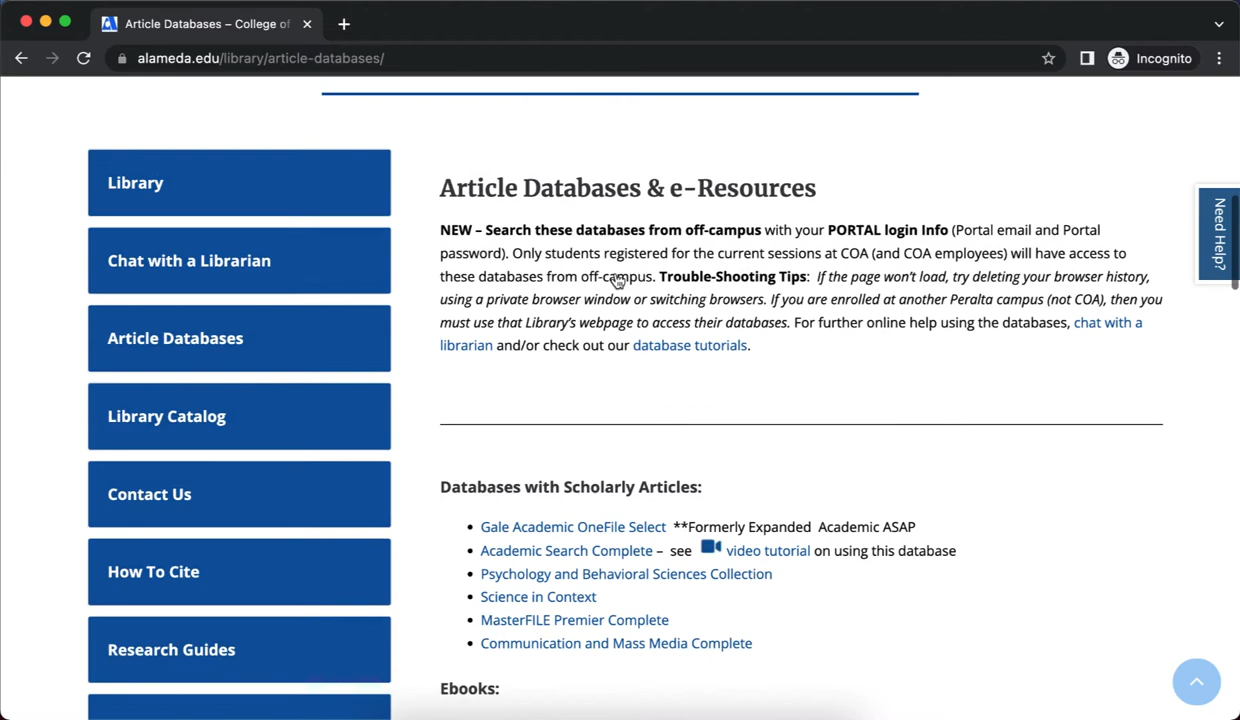 Article Databases – College of
alameda.edu/library/article-databases/
Incognito
Library
Chat with a Librarian
Article Databases
Library Catalog
Contact Us
How To Cite
Research Guides
Article Databases & e-Resources
NEW – Search these databases from off-campus with your PORTAL login Info (Portal email and Portal
password). Only students registered for the current sessions at COA (and COA employees) will have access to
these databases from off-campus. Trouble-Shooting Tips: If the page won’t load, try deleting your browser history,
using a private browser window or switching browsers. If you are enrolled at another Peralta campus (not COA), then you
must use that Library’s webpage to access their databases. For further online help using the databases, chat with a
librarian and/or check out our database tutorials.
Databases with Scholarly Articles:
Gale Academic OneFile Select **Formerly Expanded Academic ASAP
Academic Search Complete – see video tutorial on using this database
Psychology and Behavioral Sciences Collection
Science in Context
MasterFILE Premier Complete
Communication and Mass Media Complete
Ebooks:
Need Help?